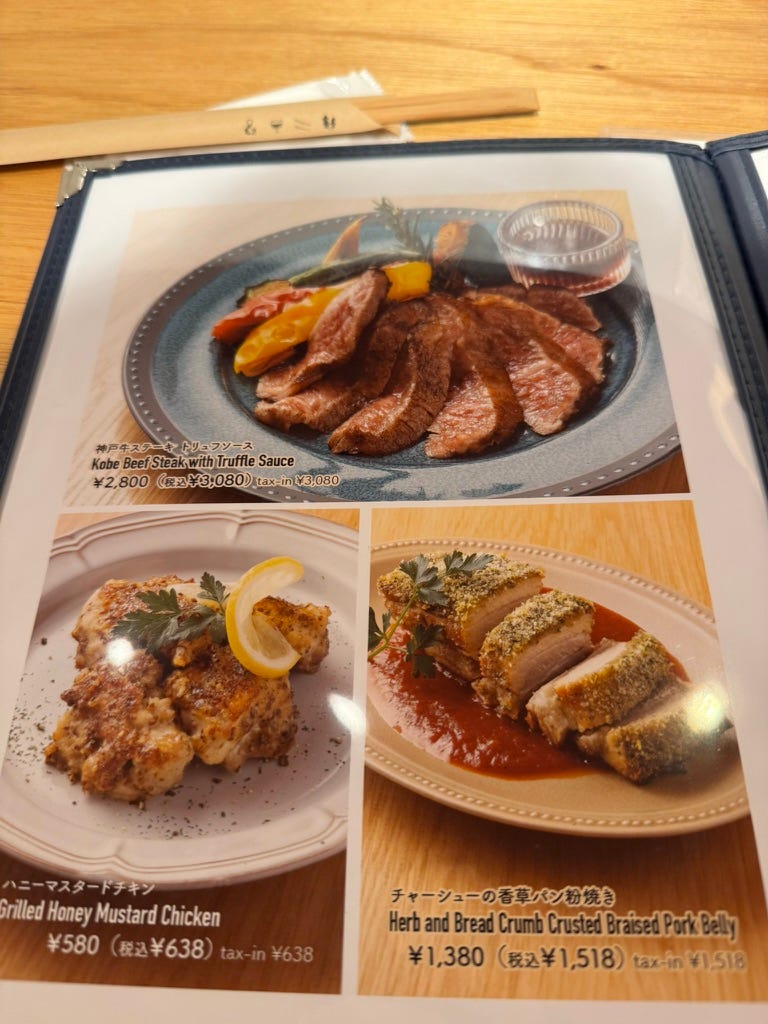 神戸牛ステーキ トリュフソース
Kobe Beef Steak with Truffle Sauce
¥2,800（税込¥3,080）tax-in ¥3,080
ハニーマスタードチキン
Grilled Honey Mustard Chicken
¥580（税込¥638）tax-in ¥638
チャーシューの香草パン粉焼き
Herb and Bread Crumb Crusted Braised Pork Belly
¥1,380（税込¥1,518）tax-in ¥1,518